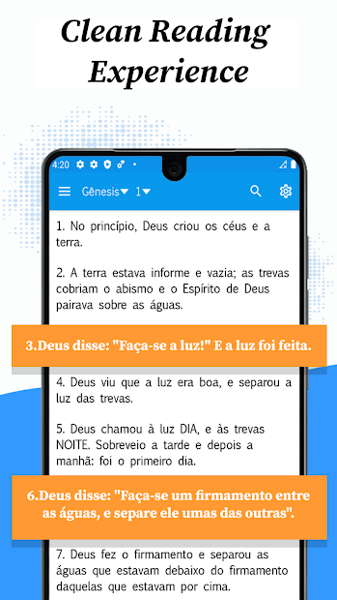 Clean Reading
Experience
4:20
Gênesis 1
1. No princípio, Deus criou os céus e a
terra.
2. A terra estava informe e vazia; as trevas
cobriam o abismo e o Espírito de Deus
pairava sobre as águas.
3.Deus disse: "Faça-se a luz!" E a luz foi feita.
4. Deus viu que a luz era boa, e separou a
luz das trevas.
5. Deus chamou à luz DIA, e às trevas
NOITE. Sobreveio a tarde e depois a
manhã: foi o primeiro dia.
6.Deus disse: "Faça-se um firmamento entre
as águas, e separe ele umas das outras".
7. Deus fez o firmamento e separou as
águas que estavam debaixo do firmamento
daquelas que estavam por cima.